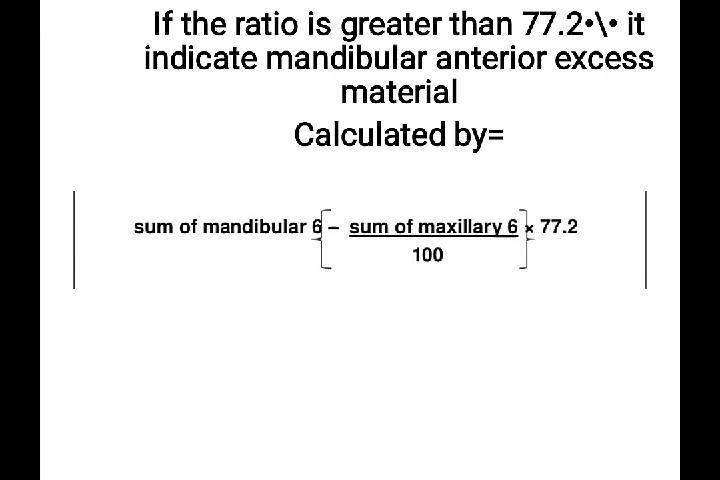 If the ratio is greater than 77.2•\• it
indicate mandibular anterior excess
material
Calculated by=
sum of mandibular 6 – sum of maxillary 6 × 77.2
100